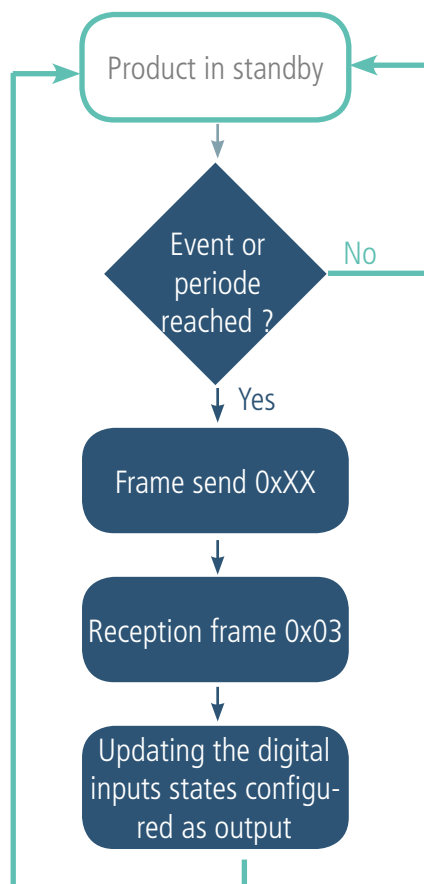 Product in standby
Event or
periode
reached ?
No
Yes
Frame send 0xXX
Reception frame 0x03
Updating the digital
inputs states configu-
red as output